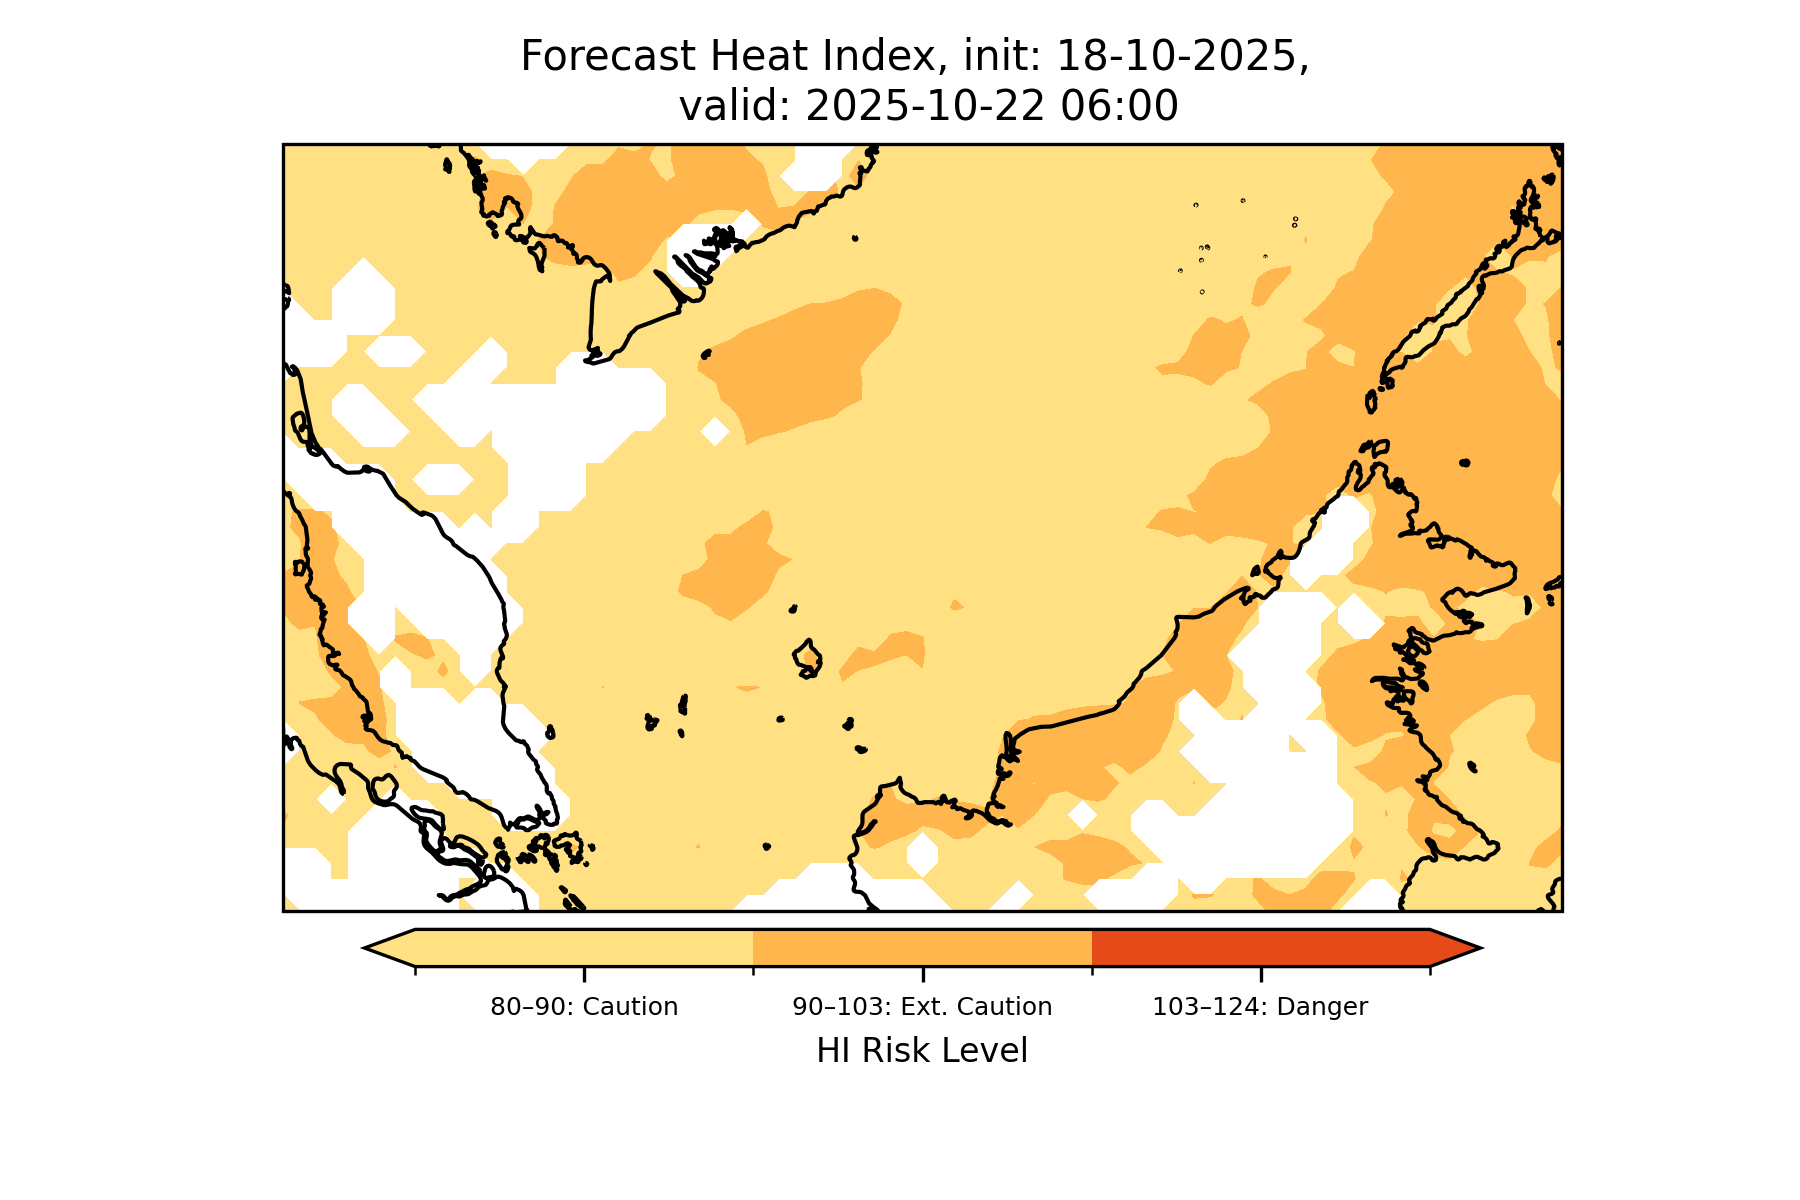 Forecast Heat Index, init: 18-10-2025,
valid: 2025-10-22 06:00
80–90: Caution
90–103: Ext. Caution
103–124: Danger
HI Risk Level